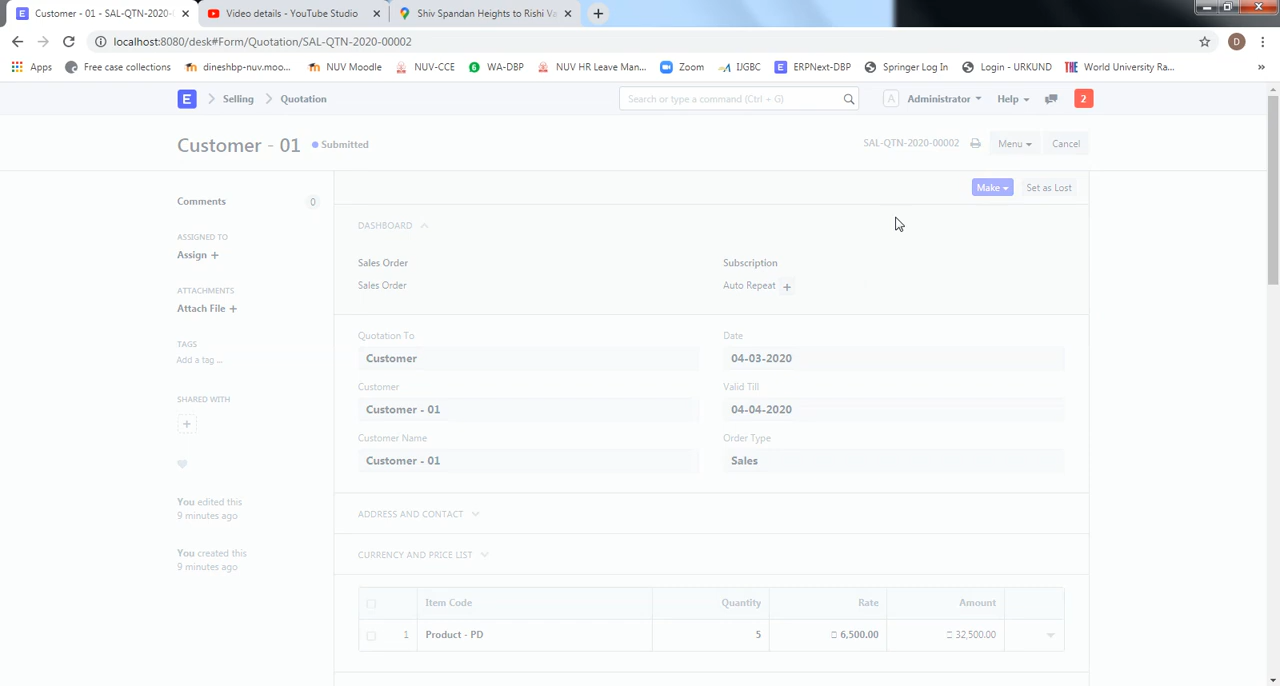 Customer - 01 - SAL-QTN-2020-
Video details - YouTube Studio
Shiv Spandan Heights to Rishi Va
localhost:8080/desk#Form/Quotation/SAL-QTN-2020-00002
D
Apps
Free case collections
dineshbp-nuv.moo...
NUV Moodle
NUV-CCE
WA-DBP
NUV HR Leave Man...
Zoom
IJGBC
ERPNext-DBP
Springer Log In
Login - URKUND
THE World University Ra...
»
E
Selling
Quotation
Search or type a command (Ctrl + G)
A
Administrator
Help
2
Customer - 01
Submitted
SAL-QTN-2020-00002
Menu
Cancel
Comments
0
Make
Set as Lost
DASHBOARD
ASSIGNED TO
Assign +
Sales Order
Subscription
Sales Order
Auto Repeat +
ATTACHMENTS
Attach File +
TAGS
Add a tag ...
Quotation To
Customer
Date
04-03-2020
Customer
Customer - 01
Valid Till
04-04-2020
SHARED WITH
+
Customer Name
Customer - 01
Order Type
Sales
You edited this
9 minutes ago
ADDRESS AND CONTACT
You created this
9 minutes ago
CURRENCY AND PRICE LIST
Item Code
Quantity
Rate
Amount
1
Product - PD
5
6,500.00
32,500.00